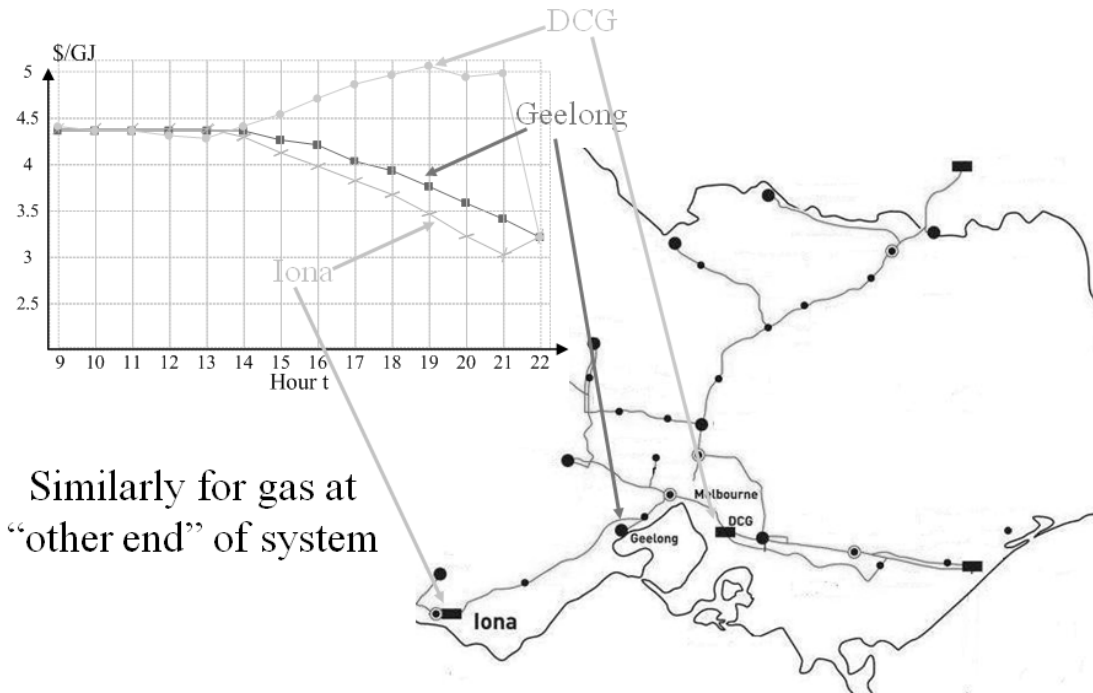 DCG
$/GJ
5
4.5
4
3.5
3
2.5
9 10 11 12 13 14 15 16 17 18 19 20 21 22
Hour t
Geelong
Iona
Similarly for gas at
“other end” of system
Melbourne
DCG
Geelong
Iona